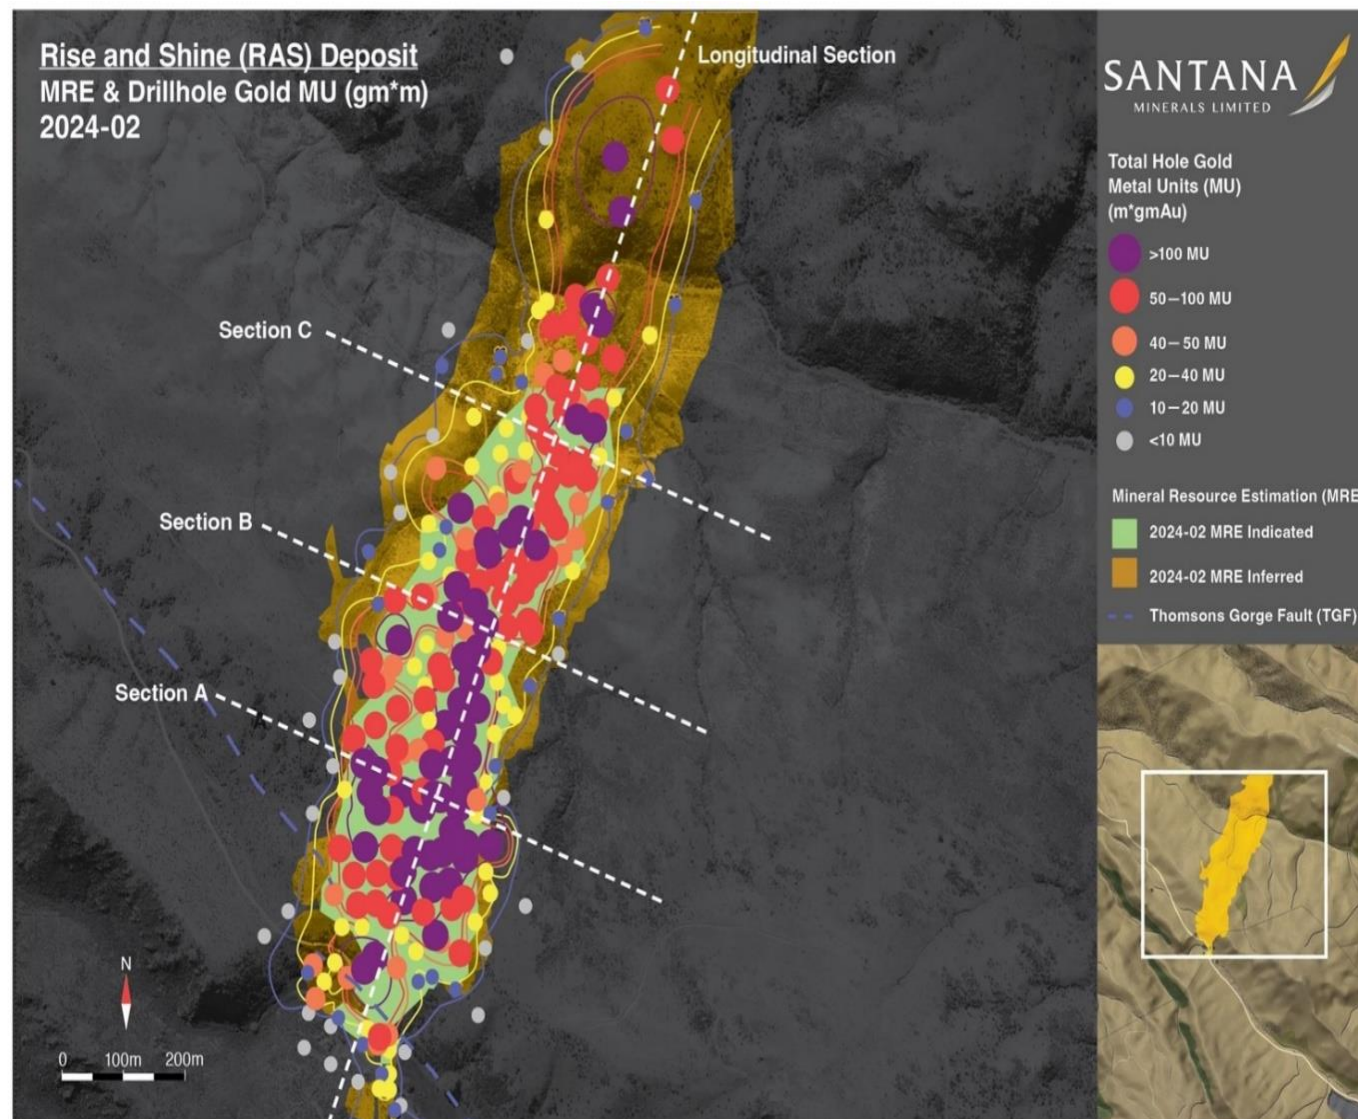 Rise and Shine (RAS) Deposit
MRE & Drillhole Gold MU (gm*m)
2024-02
Longitudinal Section
Section C
Section B
Section A
A
N
0 100m 200m
SANTANA
MINERALS LIMITED
Total Hole Gold
Metal Units (MU)
(m*gmAu)
>100 MU
50–100 MU
40–50 MU
20–40 MU
10–20 MU
<10 MU
Mineral Resource Estimation (MRE
2024-02 MRE Indicated
2024-02 MRE Inferred
Thomsons Gorge Fault (TGF)